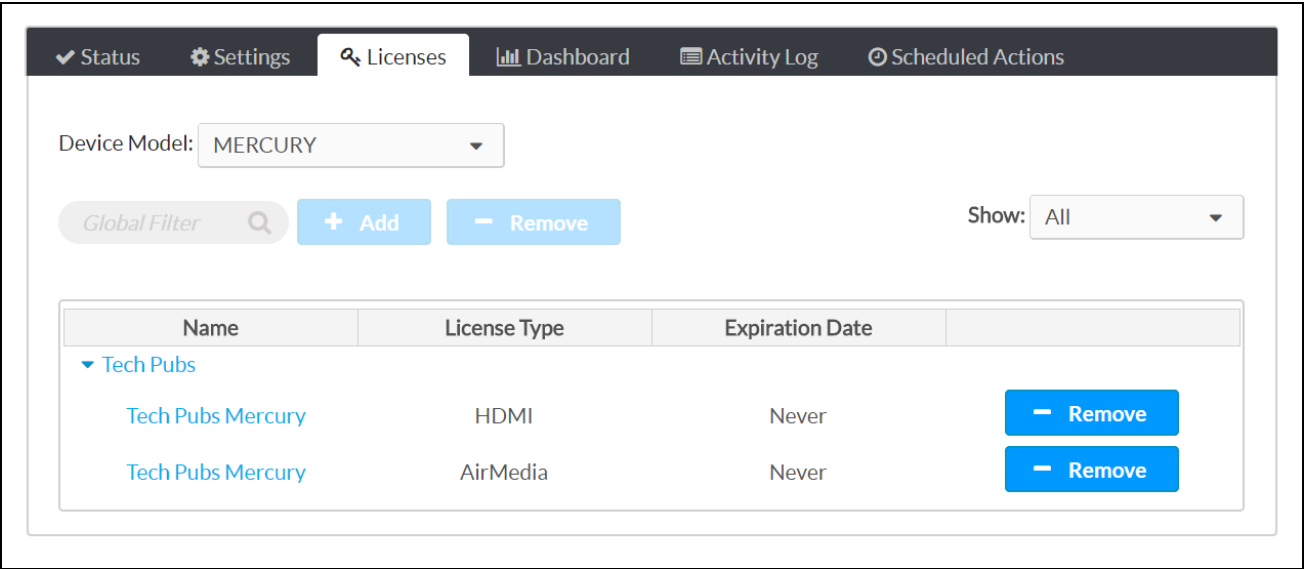 Status Settings Licenses Dashboard Activity Log Scheduled Actions
Device Model: MERCURY
Global Filter + Add − Remove Show: All
Name License Type Expiration Date
Tech Pubs
Tech Pubs Mercury HDMI Never − Remove
Tech Pubs Mercury AirMedia Never − Remove